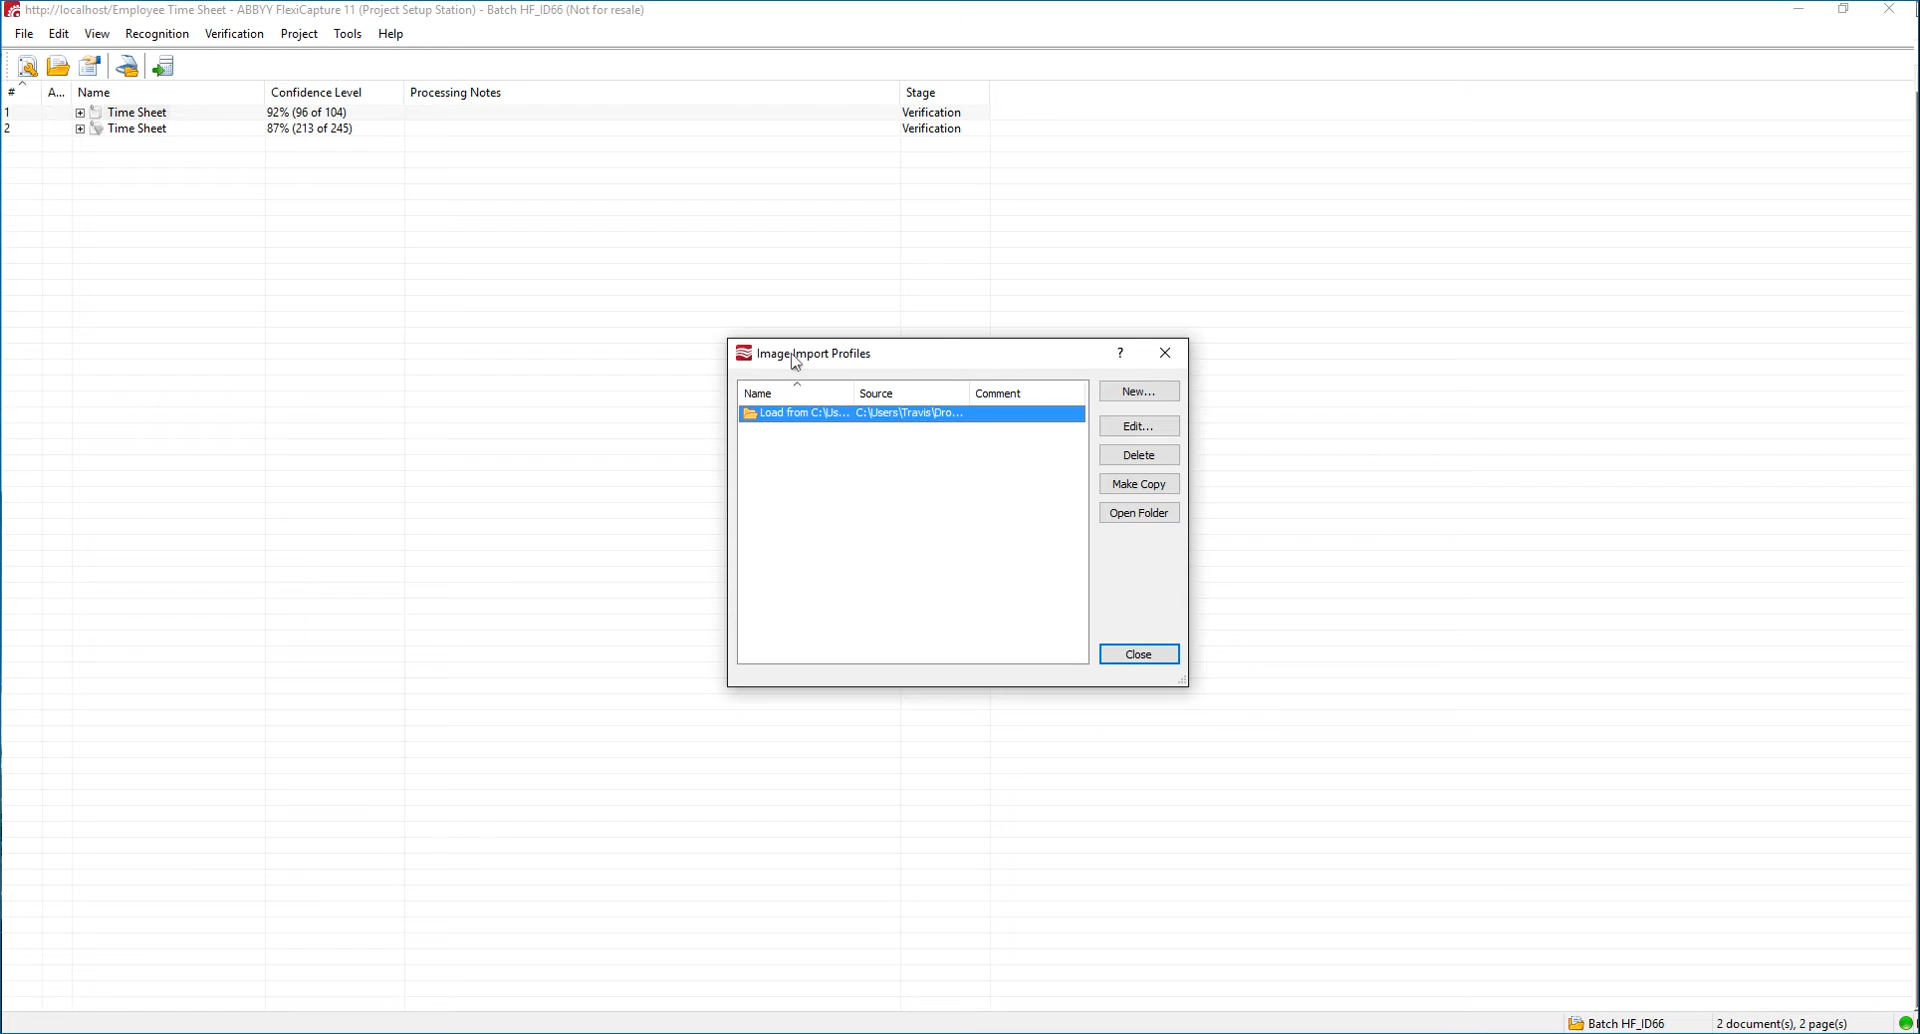 http://localhost/Employee Time Sheet - ABBYY FlexiCapture 11 (Project Setup Station) - Batch HF_ID66 (Not for resale)
File Edit View Recognition Verification Project Tools Help
# A... Name Confidence Level Processing Notes Stage
1 Time Sheet 92% (96 of 104) Verification
2 Time Sheet 87% (213 of 245) Verification
Image Import Profiles ?
Name Source Comment
Load from C:\Us... C:\Users\Travis\Dro...
New...
Edit...
Delete
Make Copy
Open Folder
Close
Batch HF_ID66 2 document(s), 2 page(s)